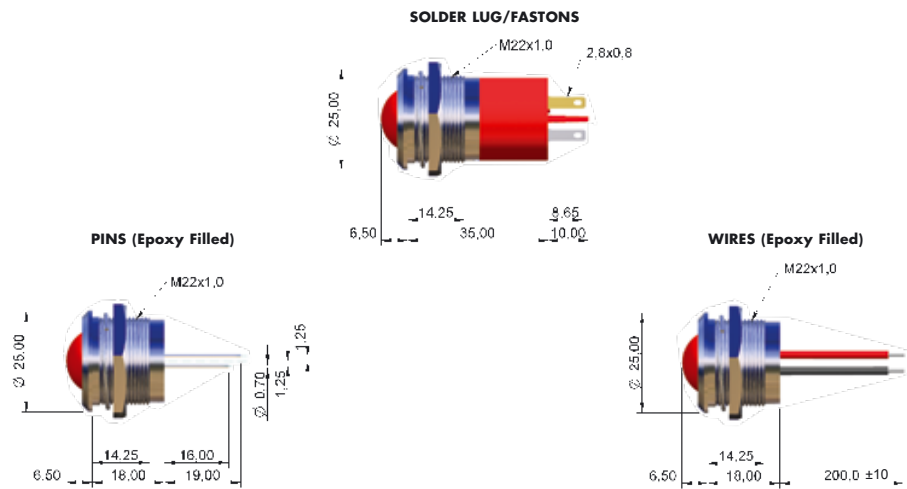 SOLDER LUG/FASTONS
M22x1,0
2,8x0,8
Ø 25,00
14,25
8,65
6,50
35,00
10,00
PINS (Epoxy Filled)
M22x1,0
Ø 25,00
Ø 0,70
1,25
1,25
14,25
16,00
6,50
18,00
19,00
WIRES (Epoxy Filled)
M22x1,0
Ø 25,00
14,25
6,50
18,00
200,0 ±10